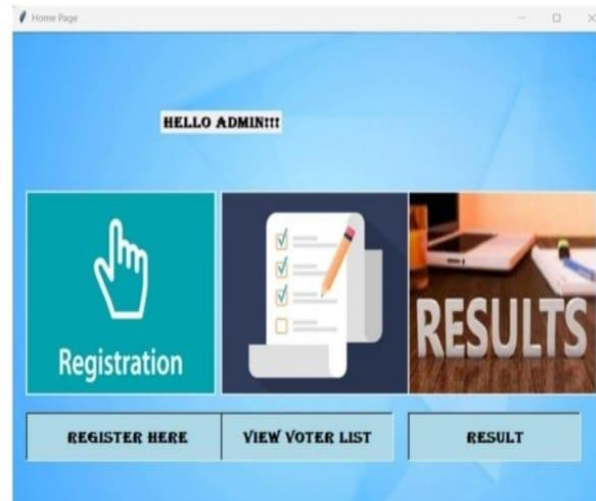 Home Page
HELLO ADMIN!!!
Registration
RESULTS
REGISTER HERE
VIEW VOTER LIST
RESULT